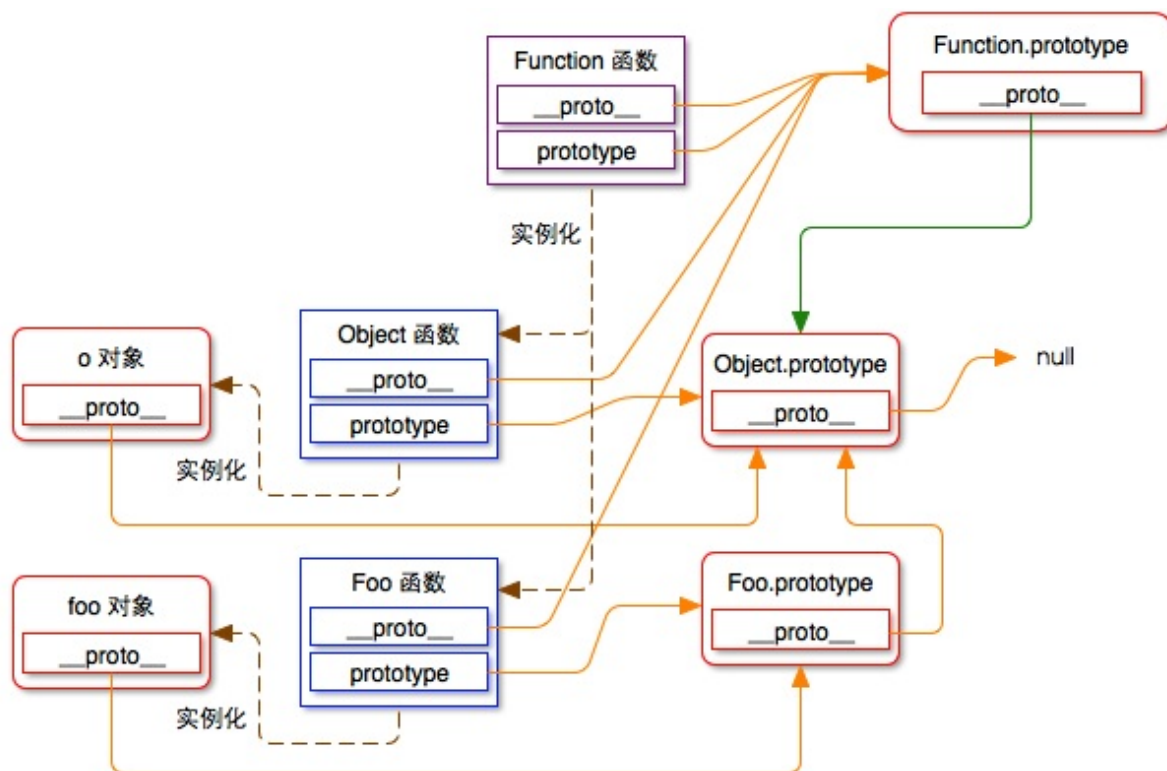 Function 函数
__proto__
prototype
Function.prototype
__proto__
实例化
o 对象
__proto__
Object 函数
__proto__
prototype
Object.prototype
__proto__
null
实例化
foo 对象
__proto__
Foo 函数
__proto__
prototype
Foo.prototype
__proto__
实例化